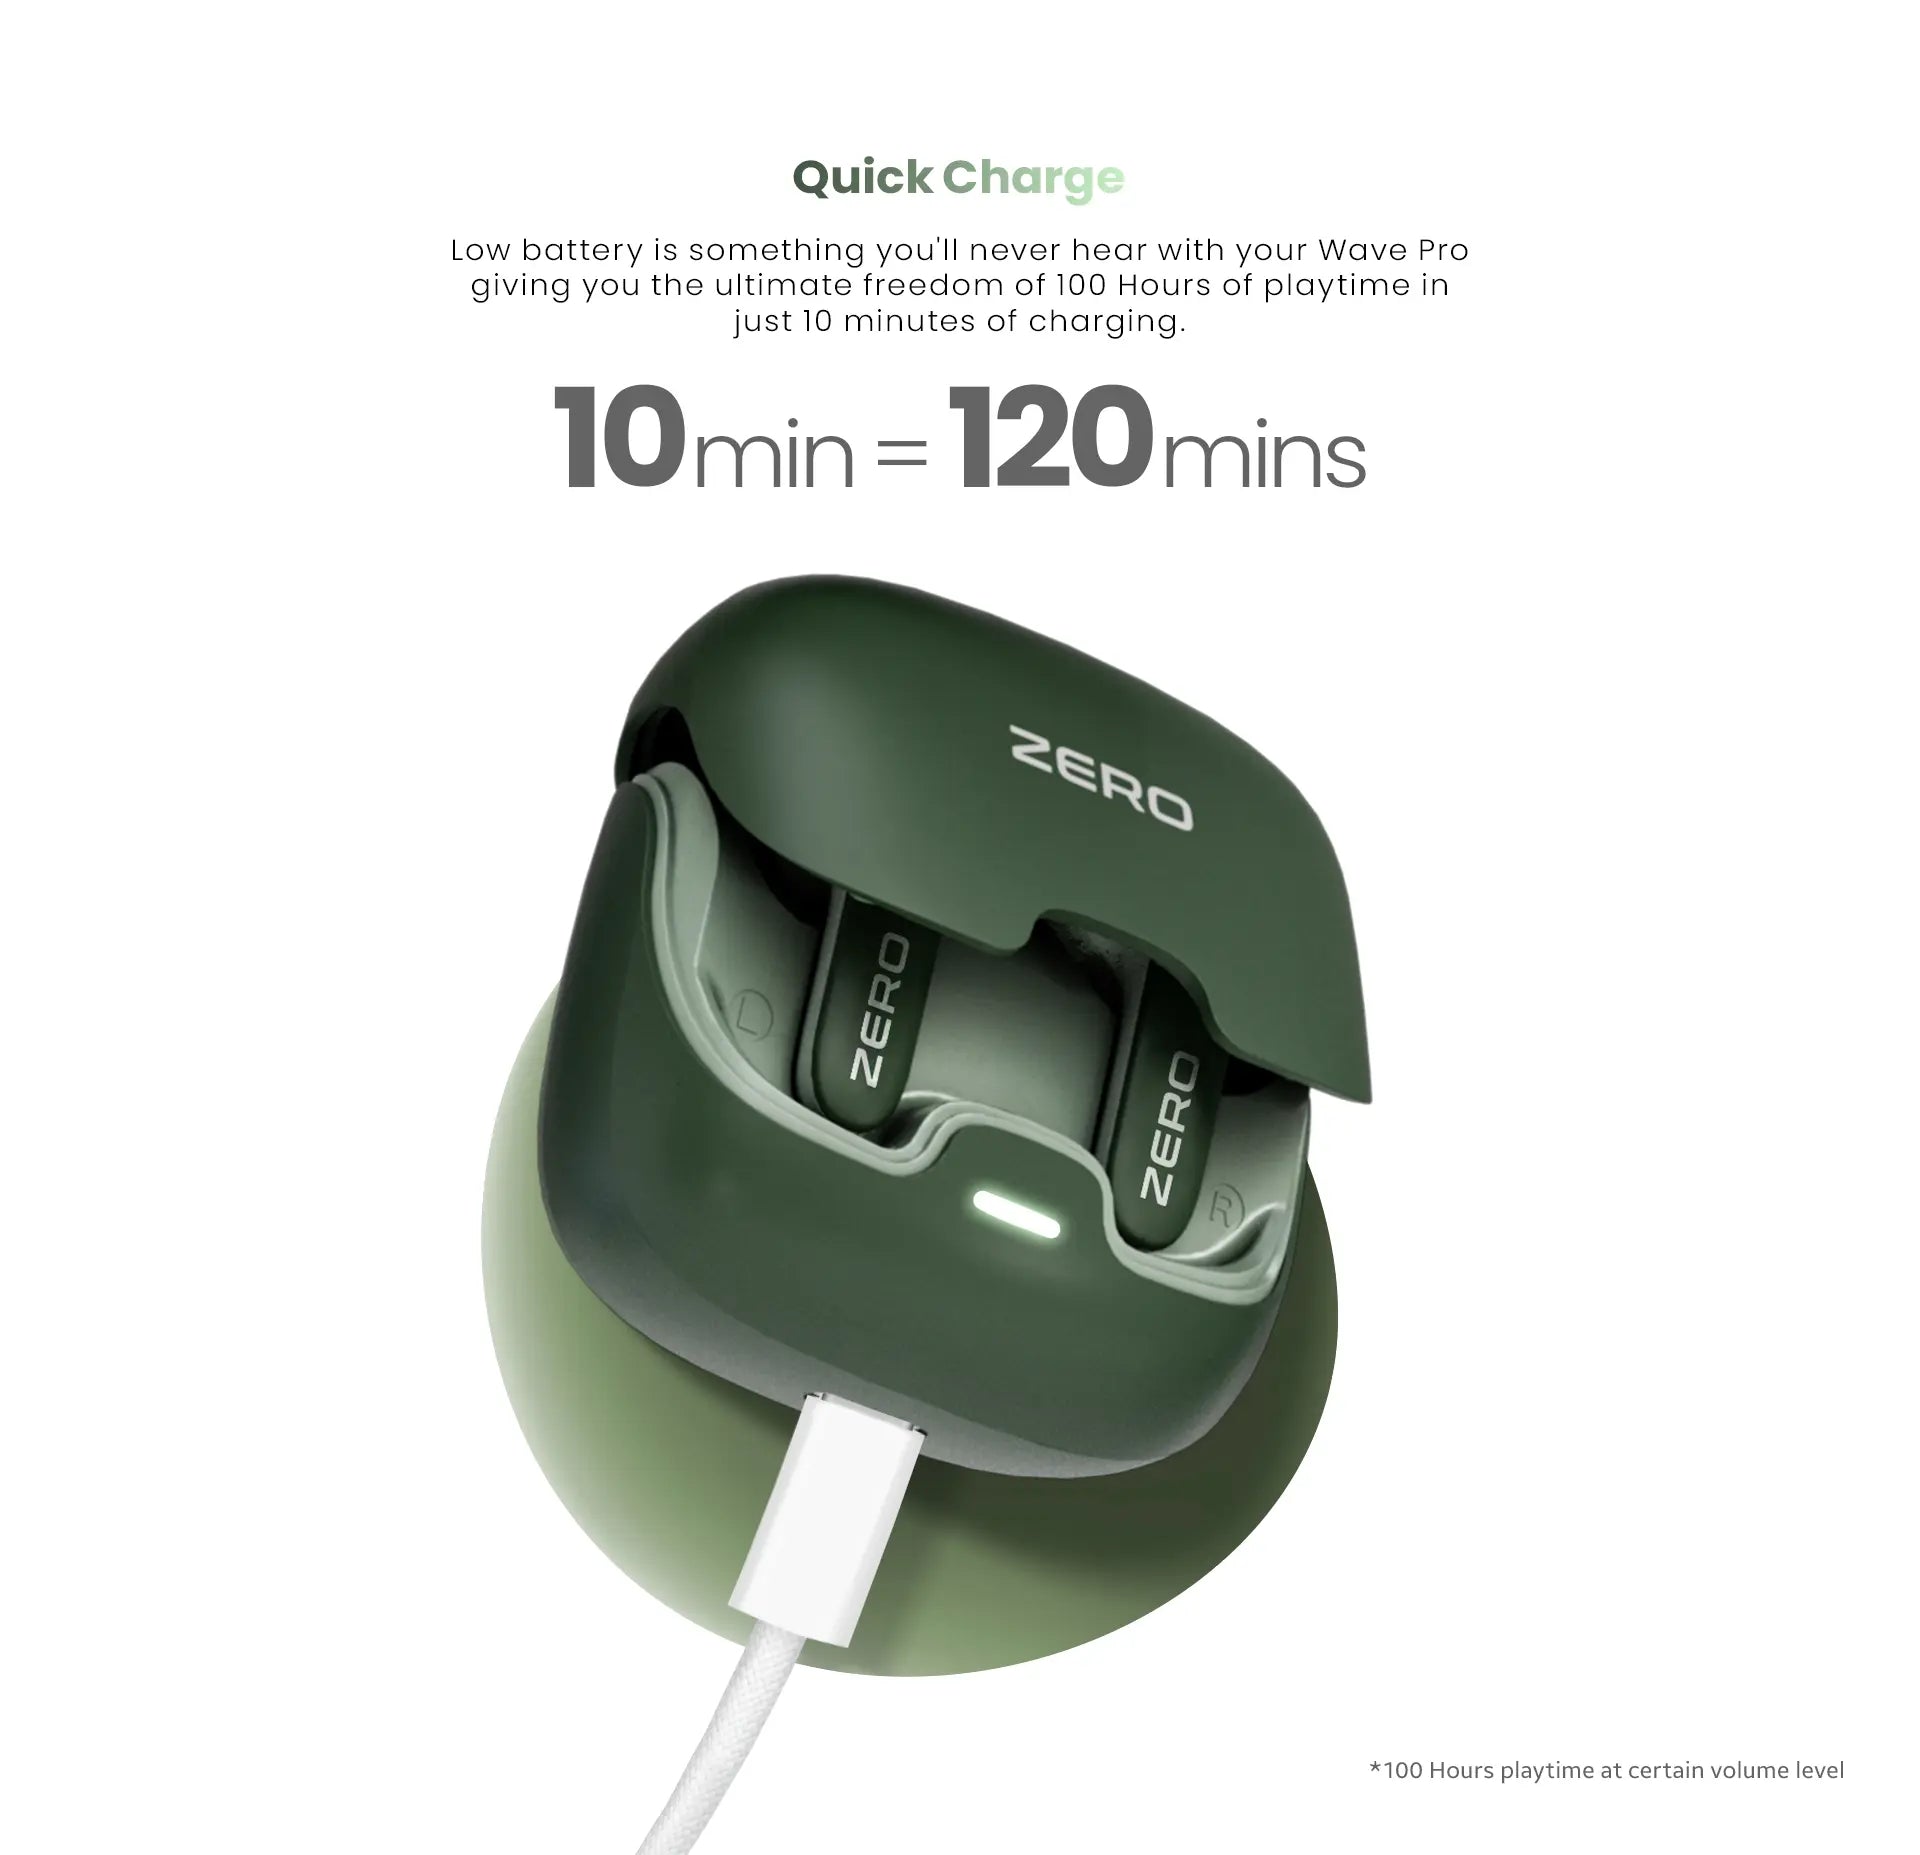 Quick Charge
Low battery is something you'll never hear with your Wave Pro
giving you the ultimate freedom of 100 Hours of playtime in
just 10 minutes of charging.
10min = 120mins
ZERO
ZERO
L
ZERO
R
*100 Hours playtime at certain volume level